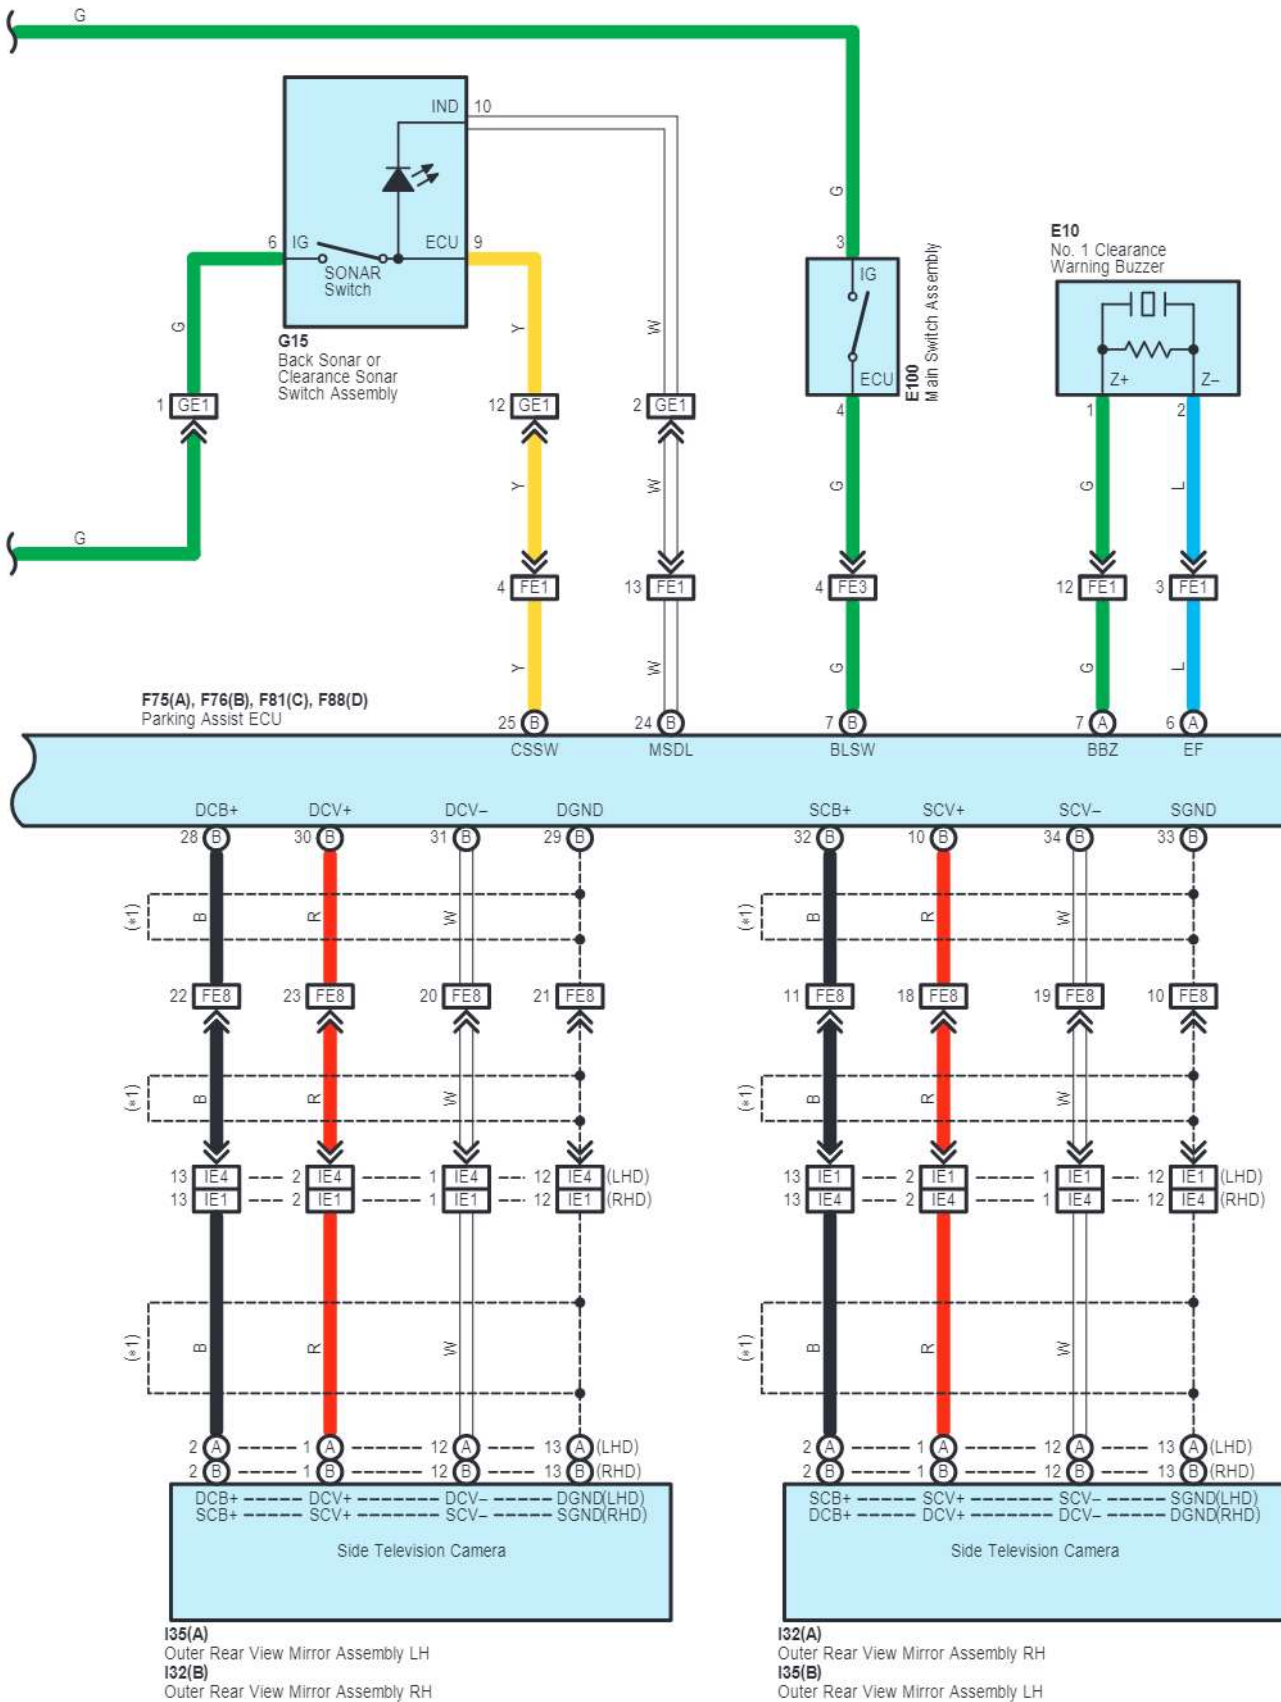 G
IND 10
6 IG ECU 9
SONAR
Switch
G15
Back Sonar or
Clearance Sonar
Switch Assembly
G
Y
W
G
3
IG
ECU
4
E100
Main Switch Assembly
E10
No. 1 Clearance
Warning Buzzer
Z+ Z–
1 2
1 GE1 12 GE1 2 GE1
Y W G G L
G
4 FE1 13 FE1 4 FE3 12 FE1 3 FE1
Y W G G L
F75(A), F76(B), F81(C), F88(D)
Parking Assist ECU
25 B 24 B 7 B 7 A 6 A
CSSW MSDL BLSW BBZ EF
DCB+ DCV+ DCV– DGND SCB+ SCV+ SCV– SGND
28 B 30 B 31 B 29 B 32 B 10 B 34 B 33 B
(*1) B R W (*1) B R W
22 FE8 23 FE8 20 FE8 21 FE8 11 FE8 18 FE8 19 FE8 10 FE8
(*1) B R W (*1) B R W
13 IE4 2 IE4 1 IE4 12 IE4 (LHD) 13 IE1 2 IE1 1 IE1 12 IE1 (LHD)
13 IE1 2 IE1 1 IE1 12 IE1 (RHD) 13 IE4 2 IE4 1 IE4 12 IE4 (RHD)
(*1) B R W (*1) B R W
2 A 1 A 12 A 13 A (LHD) 2 A 1 A 12 A 13 A (LHD)
2 B 1 B 12 B 13 B (RHD) 2 B 1 B 12 B 13 B (RHD)
DCB+ DCV+ DCV– DGND(LHD) SCB+ SCV+ SCV– SGND(LHD)
SCB+ SCV+ SCV– SGND(RHD) DCB+ DCV+ DCV– DGND(RHD)
Side Television Camera Side Television Camera
I35(A)
Outer Rear View Mirror Assembly LH
I32(B)
Outer Rear View Mirror Assembly RH
I32(A)
Outer Rear View Mirror Assembly RH
I35(B)
Outer Rear View Mirror Assembly LH